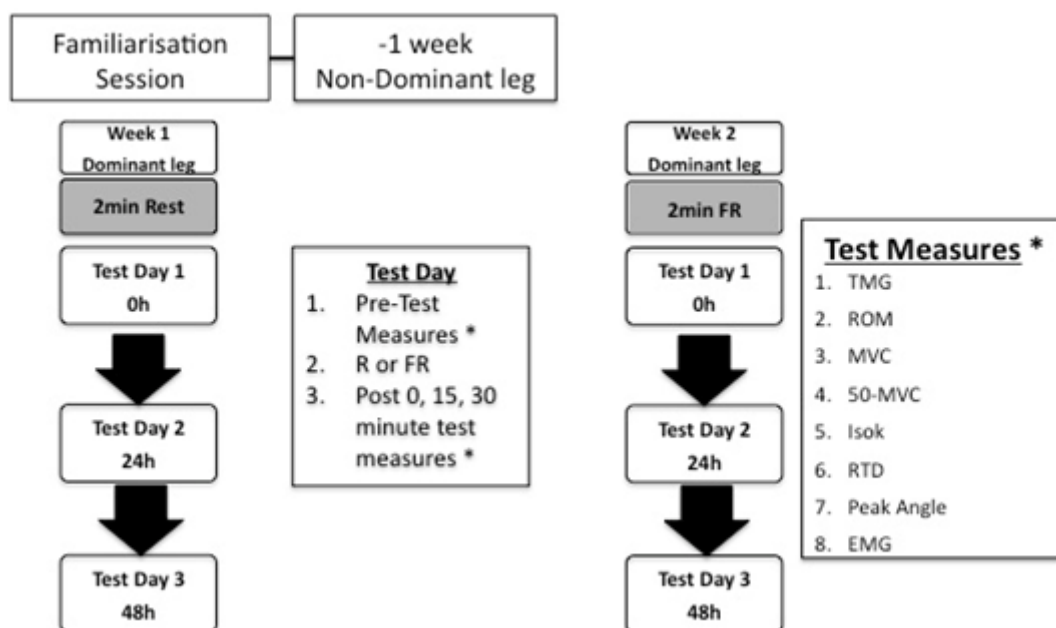 Familiarisation
Session
-1 week
Non-Dominant leg
Week 1
Dominant leg
2min Rest
Test Day 1
0h
Test Day 2
24h
Test Day 3
48h
Test Day
1. Pre-Test
Measures *
2. R or FR
3. Post 0, 15, 30
minute test
measures *
Week 2
Dominant leg
2min FR
Test Day 1
0h
Test Day 2
24h
Test Day 3
48h
Test Measures *
1. TMG
2. ROM
3. MVC
4. 50-MVC
5. Isok
6. RTD
7. Peak Angle
8. EMG